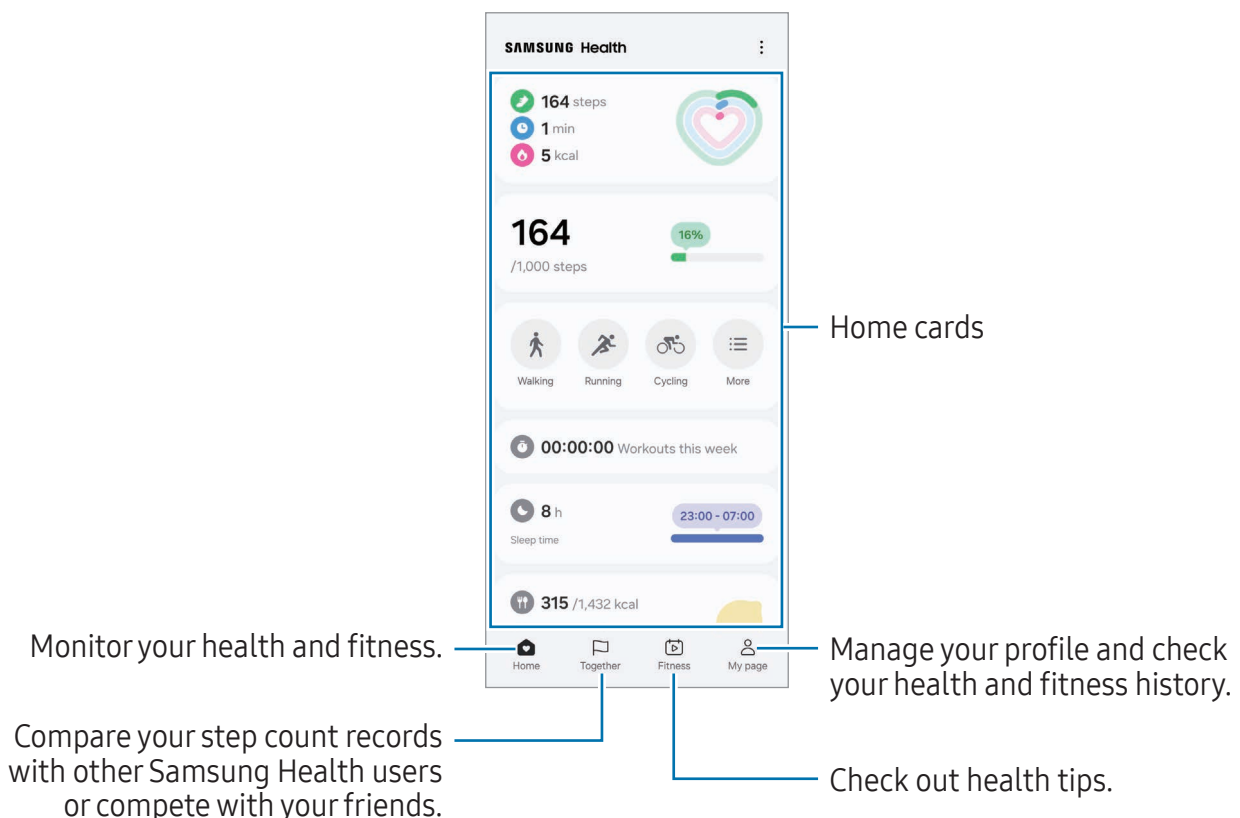 SAMSUNG Health
164 steps
1 min
5 kcal
164
16%
/1,000 steps
Home cards
Walking Running Cycling More
00:00:00 Workouts this week
8 h
23:00 - 07:00
Sleep time
315 /1,432 kcal
Monitor your health and fitness.
Home Together Fitness My page
Manage your profile and check
your health and fitness history.
Compare your step count records
with other Samsung Health users
or compete with your friends.
Check out health tips.